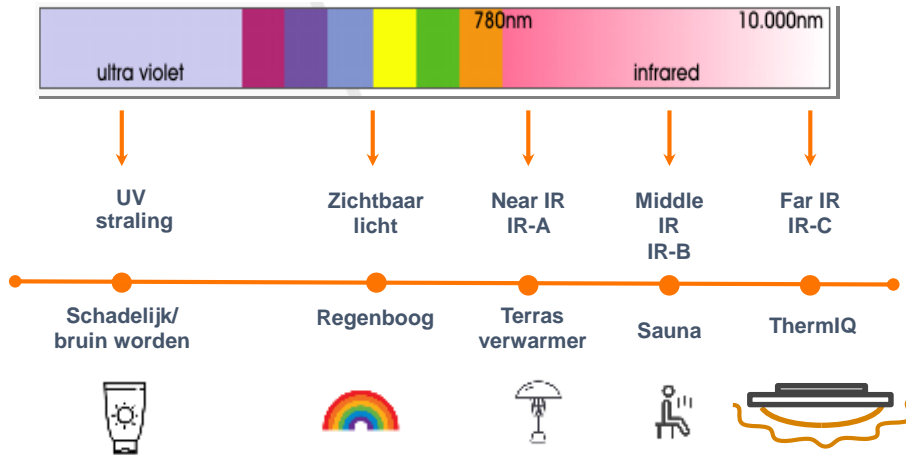 780nm
10.000nm
ultra violet
infrared
UV
straling
Zichtbaar
licht
Near IR
IR-A
Middle
IR
IR-B
Far IR
IR-C
Schadelijk/
bruin worden
Regenboog
Terras
verwarmer
Sauna
ThermIQ